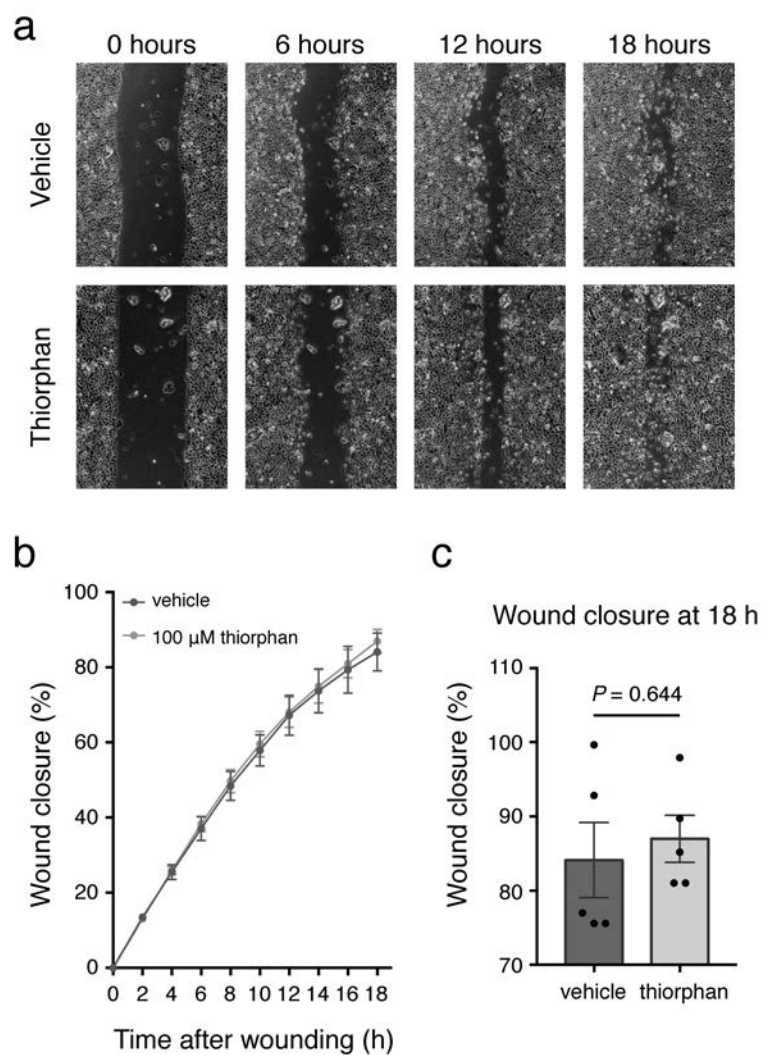 a
0 hours
6 hours
12 hours
18 hours
Vehicle
Thiorphan
b
100
80
60
40
20
0
Wound closure (%)
vehicle
100 µM thiorphan
0 2 4 6 8 10 12 14 16 18
Time after wounding (h)
c
Wound closure at 18 h
110
100
90
80
70
Wound closure (%)
P = 0.644
vehicle thiorphan